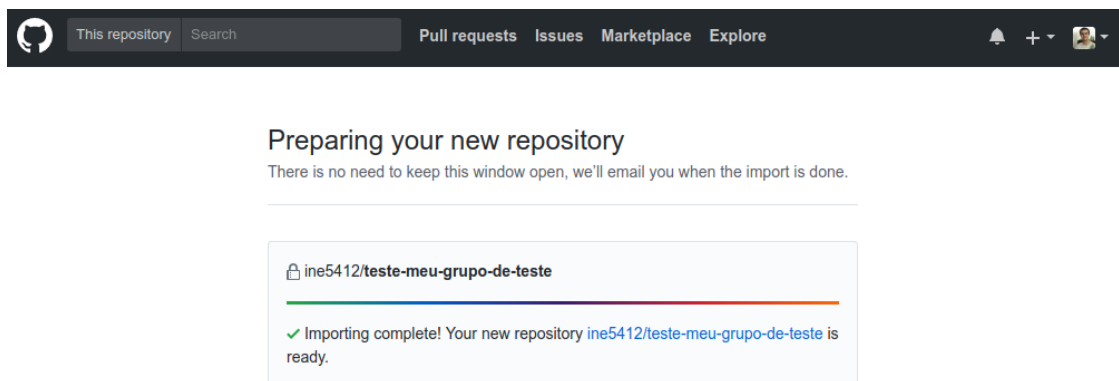 This repository Search Pull requests Issues Marketplace Explore
Preparing your new repository
There is no need to keep this window open, we'll email you when the import is done.
ine5412/teste-meu-grupo-de-teste
Importing complete! Your new repository ine5412/teste-meu-grupo-de-teste is
ready.